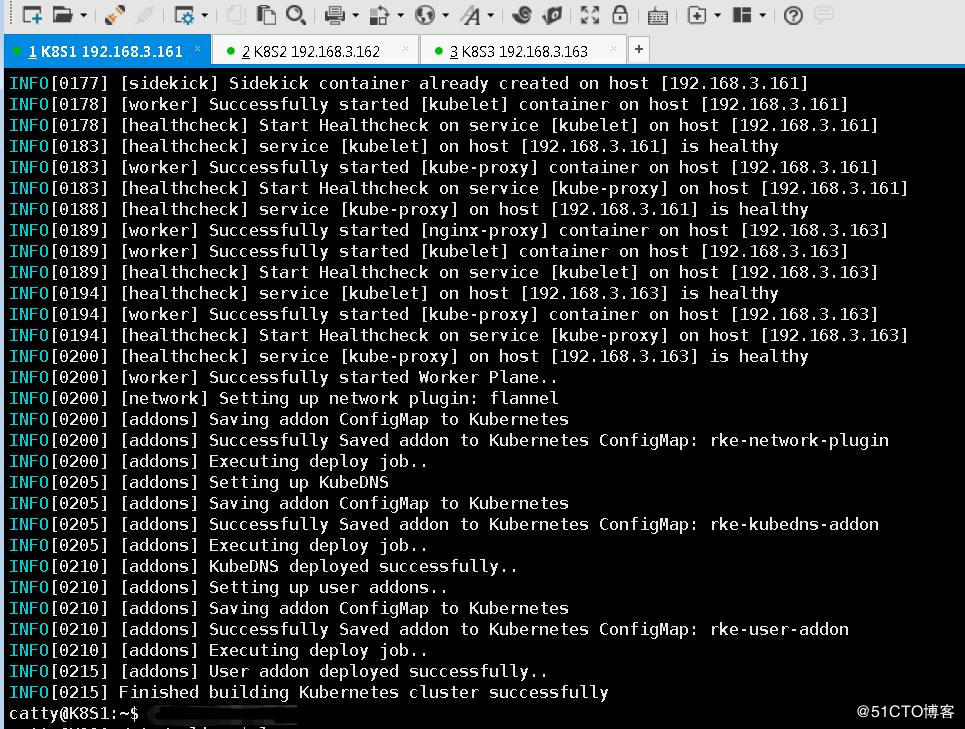 1 K8S1 192.168.3.161 × 2 K8S2 192.168.3.162 × 3 K8S3 192.168.3.163 × +
INFO[0177] [sidekick] Sidekick container already created on host [192.168.3.161]
INFO[0178] [worker] Successfully started [kubelet] container on host [192.168.3.161]
INFO[0178] [healthcheck] Start Healthcheck on service [kubelet] on host [192.168.3.161]
INFO[0183] [healthcheck] service [kubelet] on host [192.168.3.161] is healthy
INFO[0183] [worker] Successfully started [kube-proxy] container on host [192.168.3.161]
INFO[0183] [healthcheck] Start Healthcheck on service [kube-proxy] on host [192.168.3.161]
INFO[0188] [healthcheck] service [kube-proxy] on host [192.168.3.161] is healthy
INFO[0189] [worker] Successfully started [nginx-proxy] container on host [192.168.3.163]
INFO[0189] [worker] Successfully started [kubelet] container on host [192.168.3.163]
INFO[0189] [healthcheck] Start Healthcheck on service [kubelet] on host [192.168.3.163]
INFO[0194] [healthcheck] service [kubelet] on host [192.168.3.163] is healthy
INFO[0194] [worker] Successfully started [kube-proxy] container on host [192.168.3.163]
INFO[0194] [healthcheck] Start Healthcheck on service [kube-proxy] on host [192.168.3.163]
INFO[0200] [healthcheck] service [kube-proxy] on host [192.168.3.163] is healthy
INFO[0200] [worker] Successfully started Worker Plane..
INFO[0200] [network] Setting up network plugin: flannel
INFO[0200] [addons] Saving addon ConfigMap to Kubernetes
INFO[0200] [addons] Successfully Saved addon to Kubernetes ConfigMap: rke-network-plugin
INFO[0200] [addons] Executing deploy job..
INFO[0205] [addons] Setting up KubeDNS
INFO[0205] [addons] Saving addon ConfigMap to Kubernetes
INFO[0205] [addons] Successfully Saved addon to Kubernetes ConfigMap: rke-kubedns-addon
INFO[0205] [addons] Executing deploy job..
INFO[0210] [addons] KubeDNS deployed successfully..
INFO[0210] [addons] Setting up user addons..
INFO[0210] [addons] Saving addon ConfigMap to Kubernetes
INFO[0210] [addons] Successfully Saved addon to Kubernetes ConfigMap: rke-user-addon
INFO[0210] [addons] Executing deploy job..
INFO[0215] [addons] User addon deployed successfully..
INFO[0215] Finished building Kubernetes cluster successfully
catty@K8S1:~$
@51CTO博客